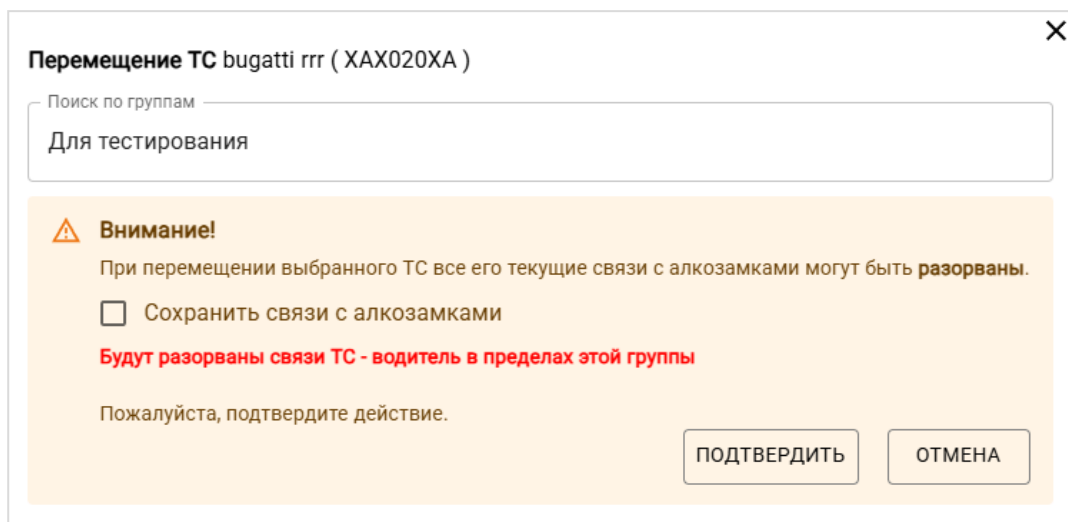 Перемещение ТС bugatti rrr ( XAX020XA )
Поиск по группам
Для тестирования
Внимание!
При перемещении выбранного ТС все его текущие связи с алкозамками могут быть разорваны.
Сохранить связи с алкозамками
Будут разорваны связи ТС - водитель в пределах этой группы
Пожалуйста, подтвердите действие.
ПОДТВЕРДИТЬ ОТМЕНА